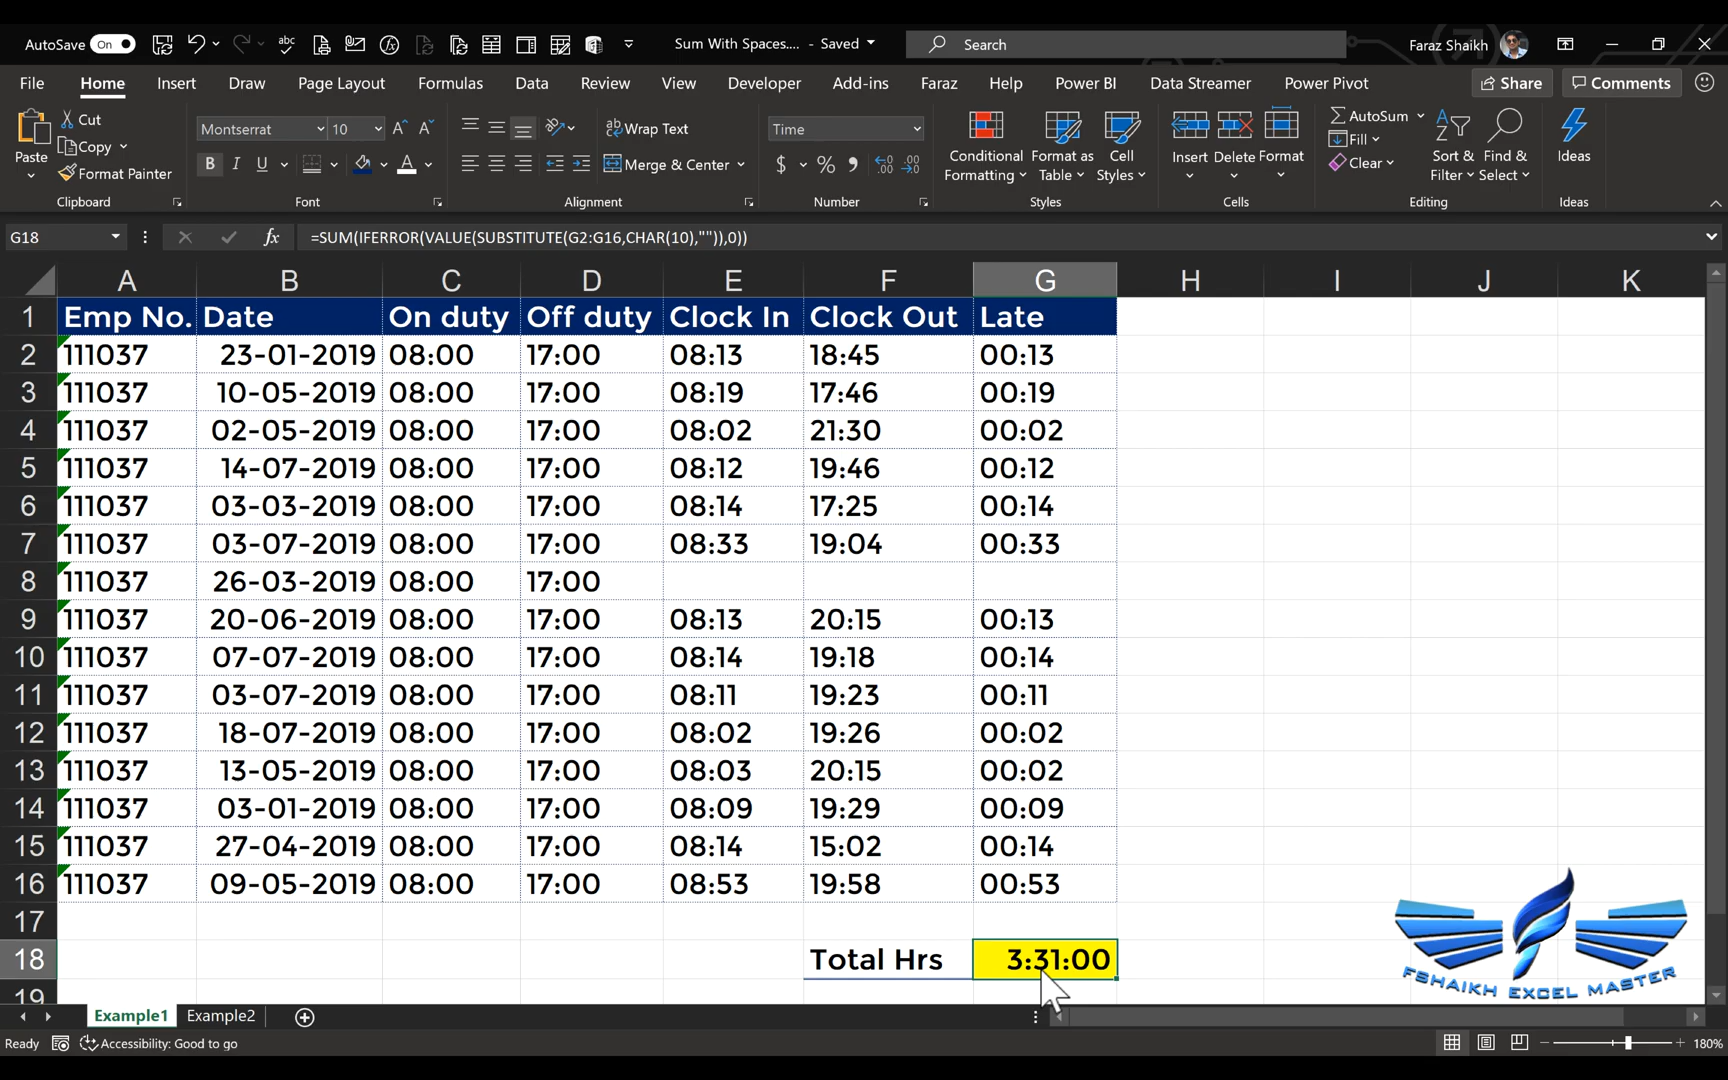 AutoSave On Sum With Spaces.... - Saved Search Faraz Shaikh
File Home Insert Draw Page Layout Formulas Data Review View Developer Add-ins Faraz Help Power BI Data Streamer Power Pivot Share Comments
Paste Cut Copy Format Painter Clipboard
Montserrat 10 B I U A Font
Wrap Text Merge & Center Alignment
Time $ % Number
Conditional Formatting Format as Table Cell Styles Styles
Insert Delete Format Cells
AutoSum Fill Clear Sort & Filter Find & Select Editing
Ideas Ideas
G18 fx =SUM(IFERROR(VALUE(SUBSTITUTE(G2:G16,CHAR(10),"")),0))
A B C D E F G H I J K
1 Emp No. Date On duty Off duty Clock In Clock Out Late
2 111037 23-01-2019 08:00 17:00 08:13 18:45 00:13
3 111037 10-05-2019 08:00 17:00 08:19 17:46 00:19
4 111037 02-05-2019 08:00 17:00 08:02 21:30 00:02
5 111037 14-07-2019 08:00 17:00 08:12 19:46 00:12
6 111037 03-03-2019 08:00 17:00 08:14 17:25 00:14
7 111037 03-07-2019 08:00 17:00 08:33 19:04 00:33
8 111037 26-03-2019 08:00 17:00
9 111037 20-06-2019 08:00 17:00 08:13 20:15 00:13
10 111037 07-07-2019 08:00 17:00 08:14 19:18 00:14
11 111037 03-07-2019 08:00 17:00 08:11 19:23 00:11
12 111037 18-07-2019 08:00 17:00 08:02 19:26 00:02
13 111037 13-05-2019 08:00 17:00 08:03 20:15 00:02
14 111037 03-01-2019 08:00 17:00 08:09 19:29 00:09
15 111037 27-04-2019 08:00 17:00 08:14 15:02 00:14
16 111037 09-05-2019 08:00 17:00 08:53 19:58 00:53
17
18 Total Hrs 3:31:00
19
FSHAIKH EXCEL MASTER
Example1 Example2
Ready Accessibility: Good to go 180%